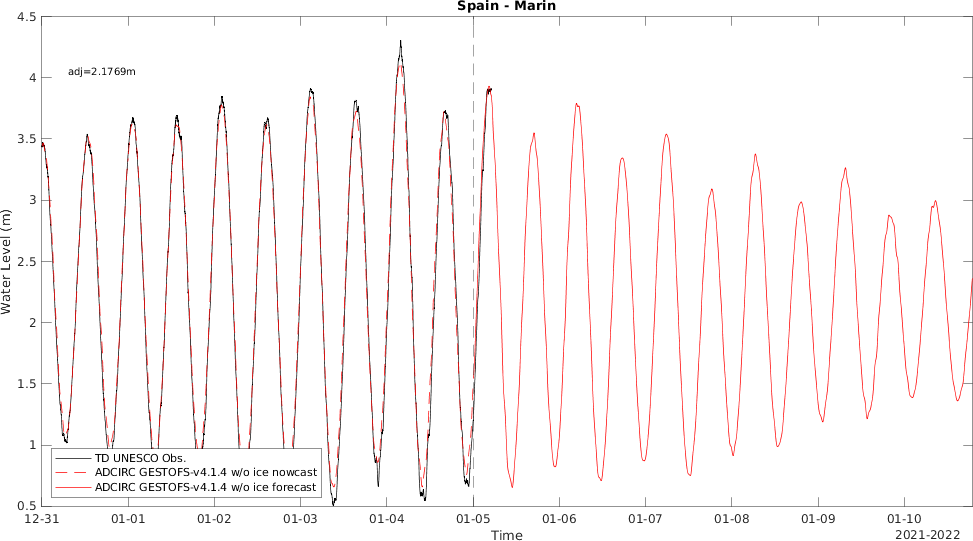 Spain - Marin
4.5
4
3.5
3
2.5
2
1.5
1
0.5
Water Level (m)
adj=2.1769m
TD UNESCO Obs.
ADCIRC GESTOFS-v4.1.4 w/o ice nowcast
ADCIRC GESTOFS-v4.1.4 w/o ice forecast
12-31 01-01 01-02 01-03 01-04 01-05 01-06 01-07 01-08 01-09 01-10
Time
2021-2022